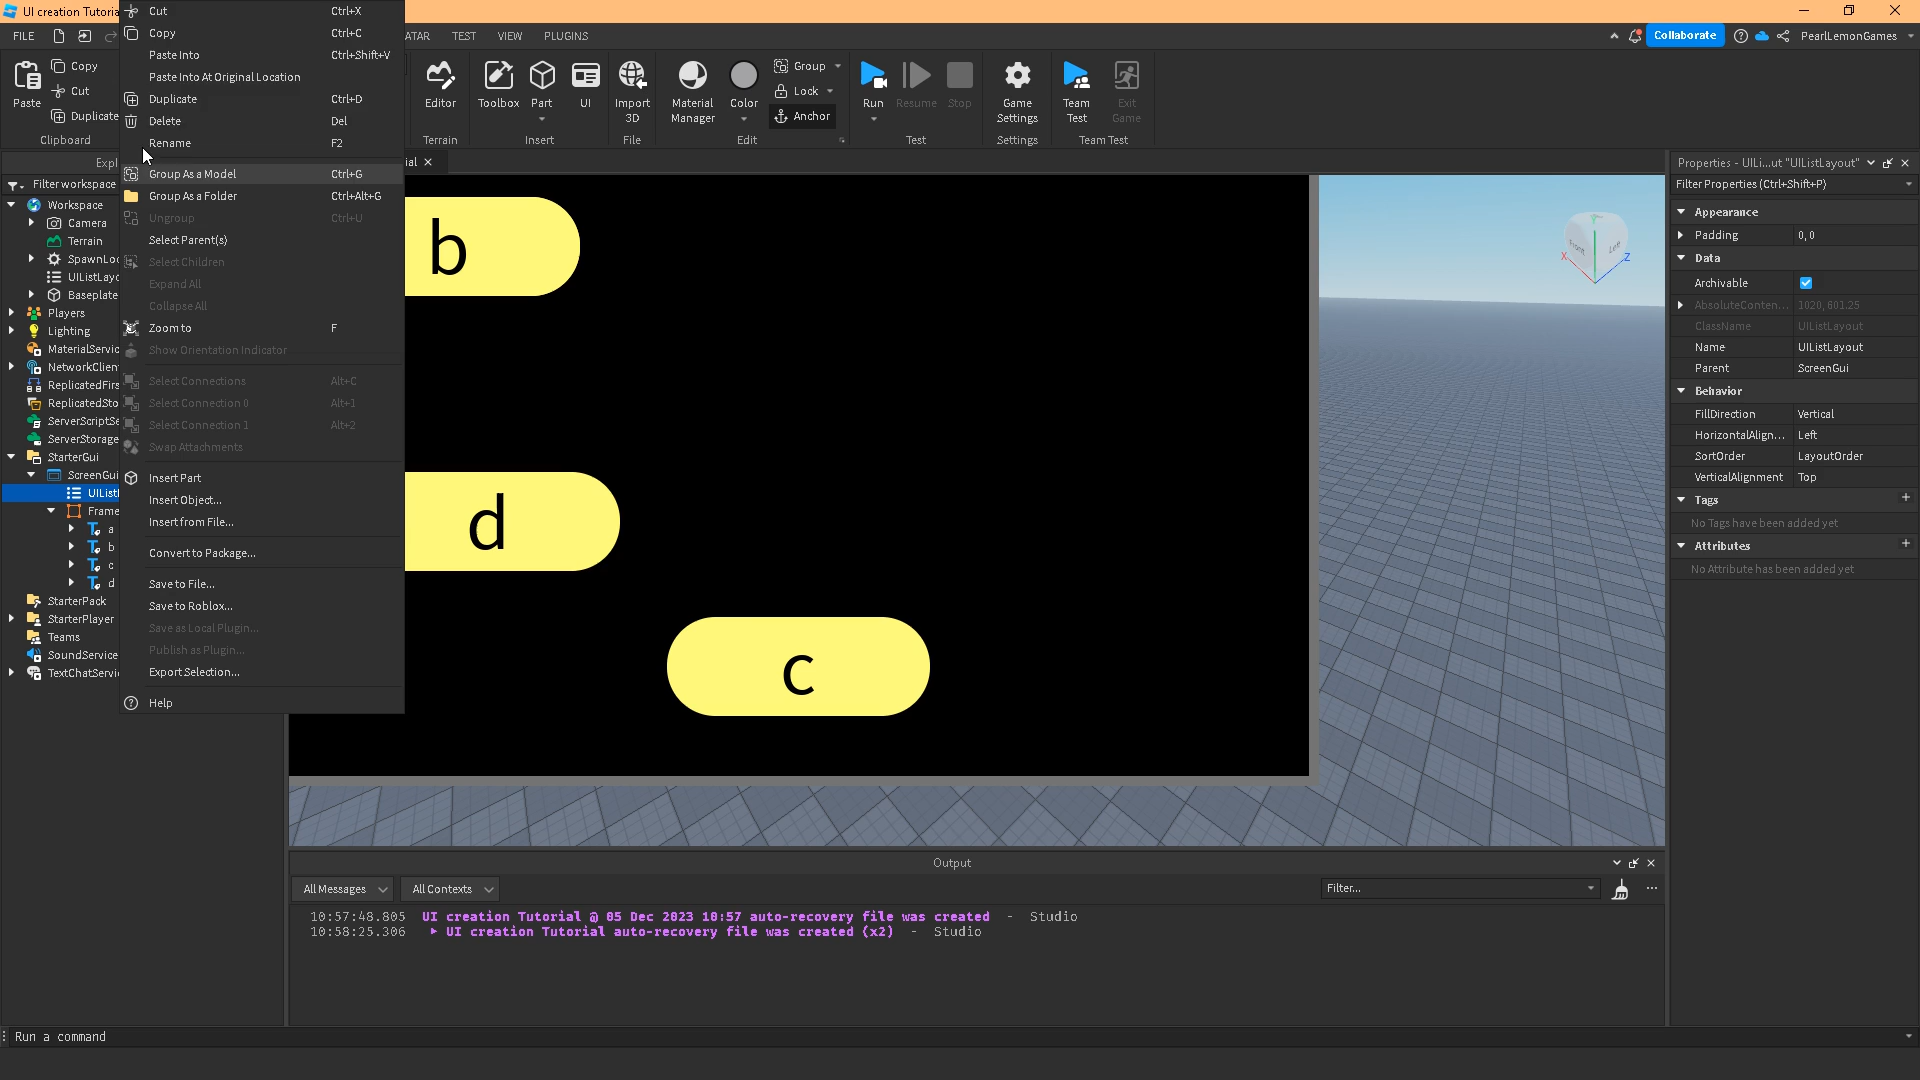 UI creation Tutoria
FILE
ATAR
TEST
VIEW
PLUGINS
Collaborate
PearlLemonGames
Paste
Copy
Cut
Duplicate
Clipboard
Cut Ctrl+X
Copy Ctrl+C
Paste Into Ctrl+Shift+V
Paste Into At Original Location
Duplicate Ctrl+D
Delete Del
Rename F2
Group As a Model Ctrl+G
Group As a Folder Ctrl+Alt+G
Ungroup Ctrl+U
Select Parent(s)
Select Children
Expand All
Collapse All
Zoom to F
Show Orientation Indicator
Select Connections Alt+C
Select Connection 0 Alt+1
Select Connection 1 Alt+2
Swap Attachments
Insert Part
Insert Object...
Insert from File...
Convert to Package...
Save to File...
Save to Roblox...
Save as Local Plugin...
Publish as Plugin...
Export Selection...
Help
Editor
Terrain
Toolbox
Part
UI
Insert
Import 3D
File
Material Manager
Color
Group
Lock
Anchor
Edit
Run
Resume
Stop
Test
Game Settings
Settings
Team Test
Exit Game
Team Test
Expl
Filter workspace
Workspace
Camera
Terrain
SpawnLoc
UIListLayo
Baseplate
Players
Lighting
MaterialServic
NetworkClien
ReplicatedFirs
ReplicatedSto
ServerScriptSe
ServerStorage
StarterGui
ScreenGui
UIListl
Frame
a
b
c
d
StarterPack
StarterPlayer
Teams
SoundService
TextChatServi
ial
b
d
c
Front
Left
X
Y
Z
Properties - UILi...ut "UIListLayout"
Filter Properties (Ctrl+Shift+P)
Appearance
Padding 0, 0
Data
Archivable
AbsoluteConten... 1020, 601.25
ClassName UIListLayout
Name UIListLayout
Parent ScreenGui
Behavior
FillDirection Vertical
HorizontalAlign... Left
SortOrder LayoutOrder
VerticalAlignment Top
Tags
No Tags have been added yet
Attributes
No Attribute has been added yet
Output
All Messages
All Contexts
Filter...
10:57:48.805 UI creation Tutorial @ 05 Dec 2023 10:57 auto-recovery file was created - Studio
10:58:25.306 UI creation Tutorial auto-recovery file was created (x2) - Studio
Run a command